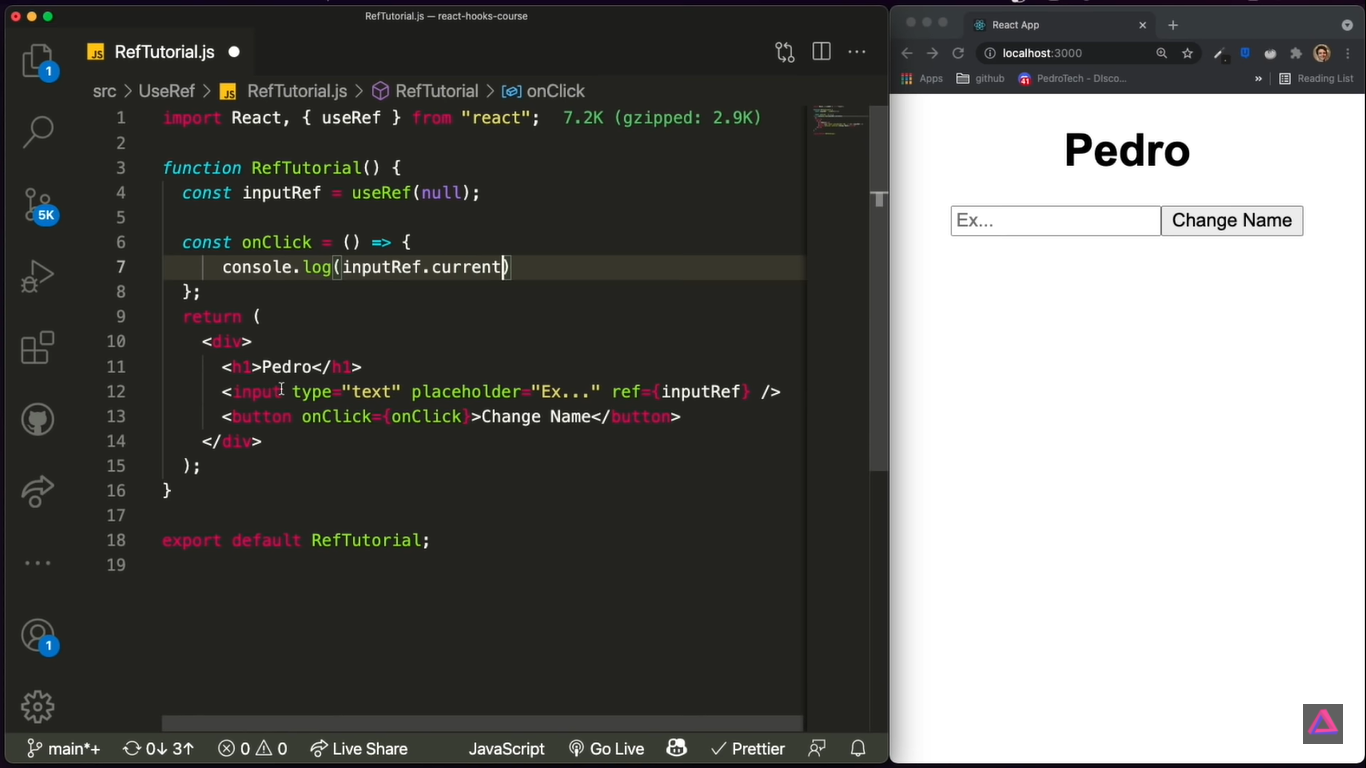 RefTutorial.js — react-hooks-course
JS RefTutorial.js
src > UseRef > JS RefTutorial.js > RefTutorial > onClick
1 import React, { useRef } from "react"; 7.2K (gzipped: 2.9K)
2
3 function RefTutorial() {
4 const inputRef = useRef(null);
5
6 const onClick = () => {
7 console.log(inputRef.current)
8 };
9 return (
10 <div>
11 <h1>Pedro</h1>
12 <input type="text" placeholder="Ex..." ref={inputRef} />
13 <button onClick={onClick}>Change Name</button>
14 </div>
15 );
16 }
17
18 export default RefTutorial;
19
1
5K
1
main*+ 0↓ 3↑ 0 0 Live Share JavaScript Go Live Prettier
React App
localhost:3000
Apps github 41 PedroTech - DIsco... » Reading List
Pedro
Ex... Change Name